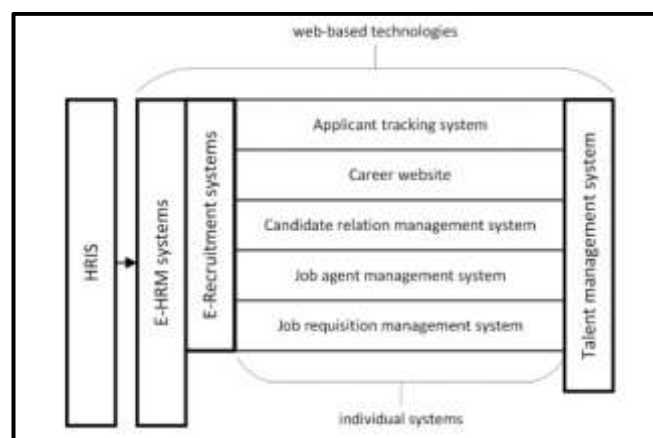 web-based technologies
HRIS
E-HRM systems
E-Recruitment systems
Applicant tracking system
Career website
Candidate relation management system
Job agent management system
Job requisition management system
Talent management system
individual systems